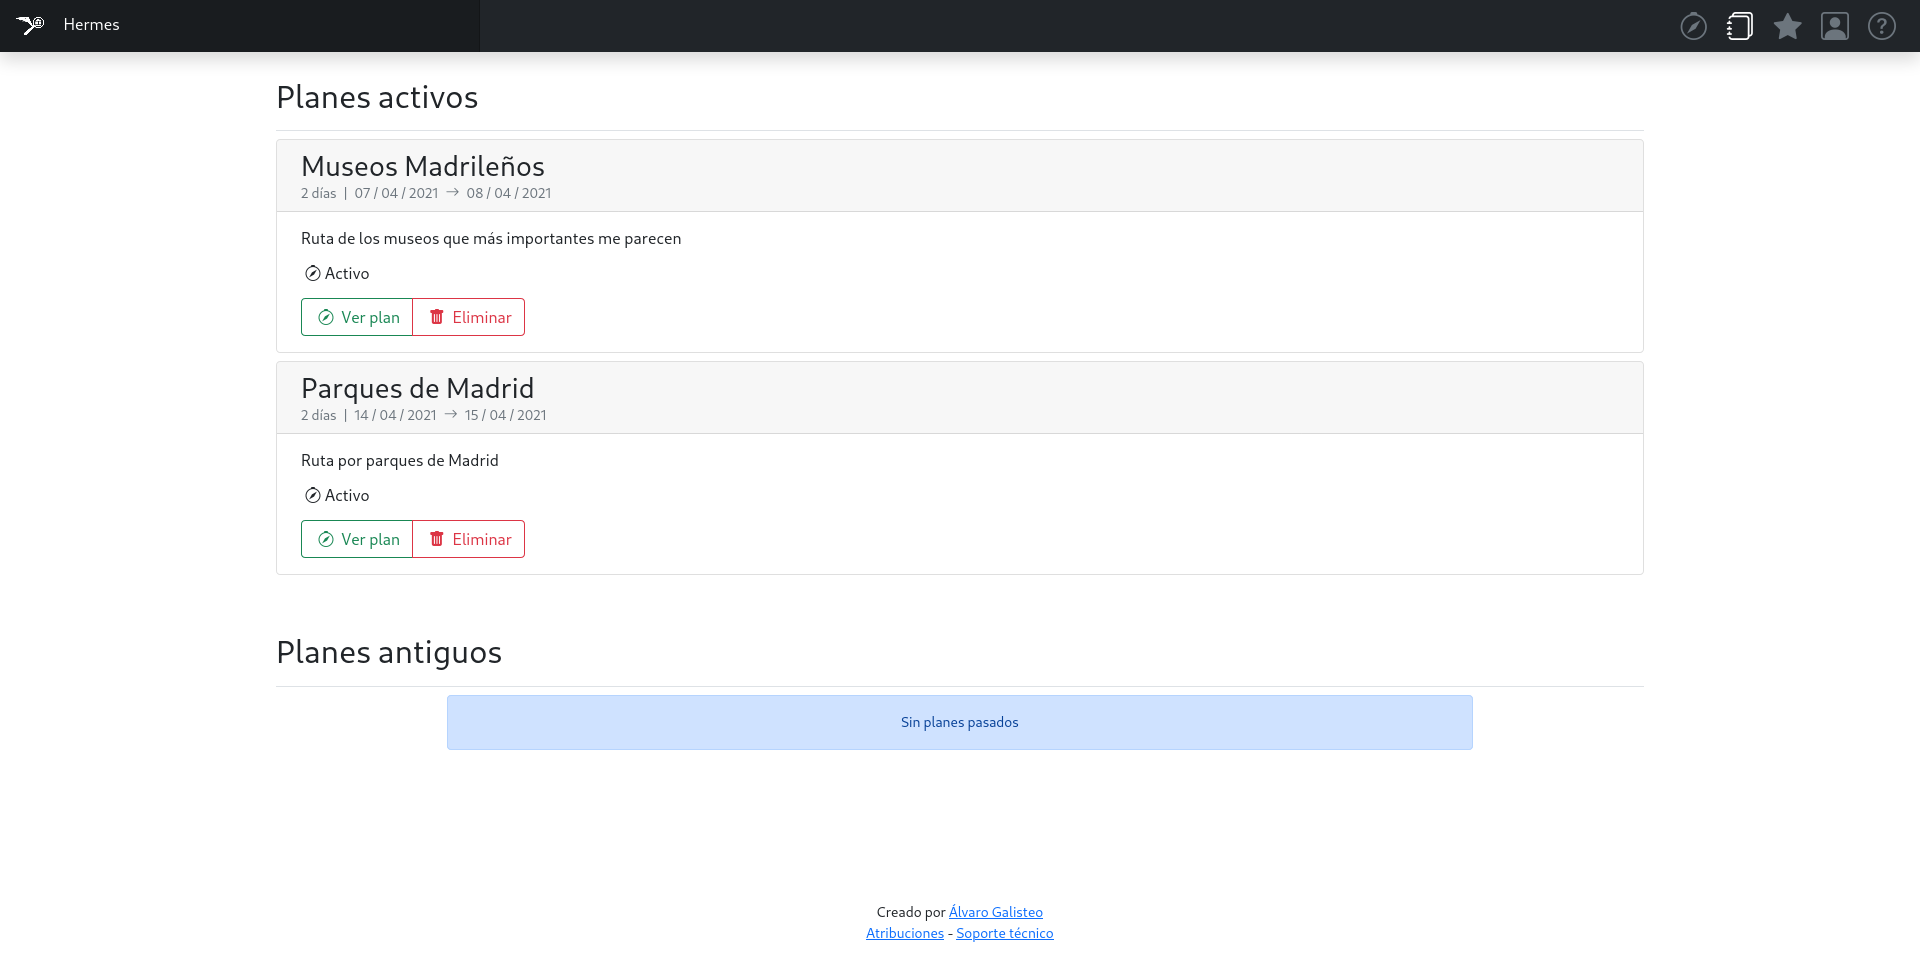 Hermes
Planes activos
Museos Madrileños
2 días | 07 / 04 / 2021 → 08 / 04 / 2021
Ruta de los museos que más importantes me parecen
Activo
Ver plan Eliminar
Parques de Madrid
2 días | 14 / 04 / 2021 → 15 / 04 / 2021
Ruta por parques de Madrid
Activo
Ver plan Eliminar
Planes antiguos
Sin planes pasados
Creado por Álvaro Galisteo
Atribuciones - Soporte técnico